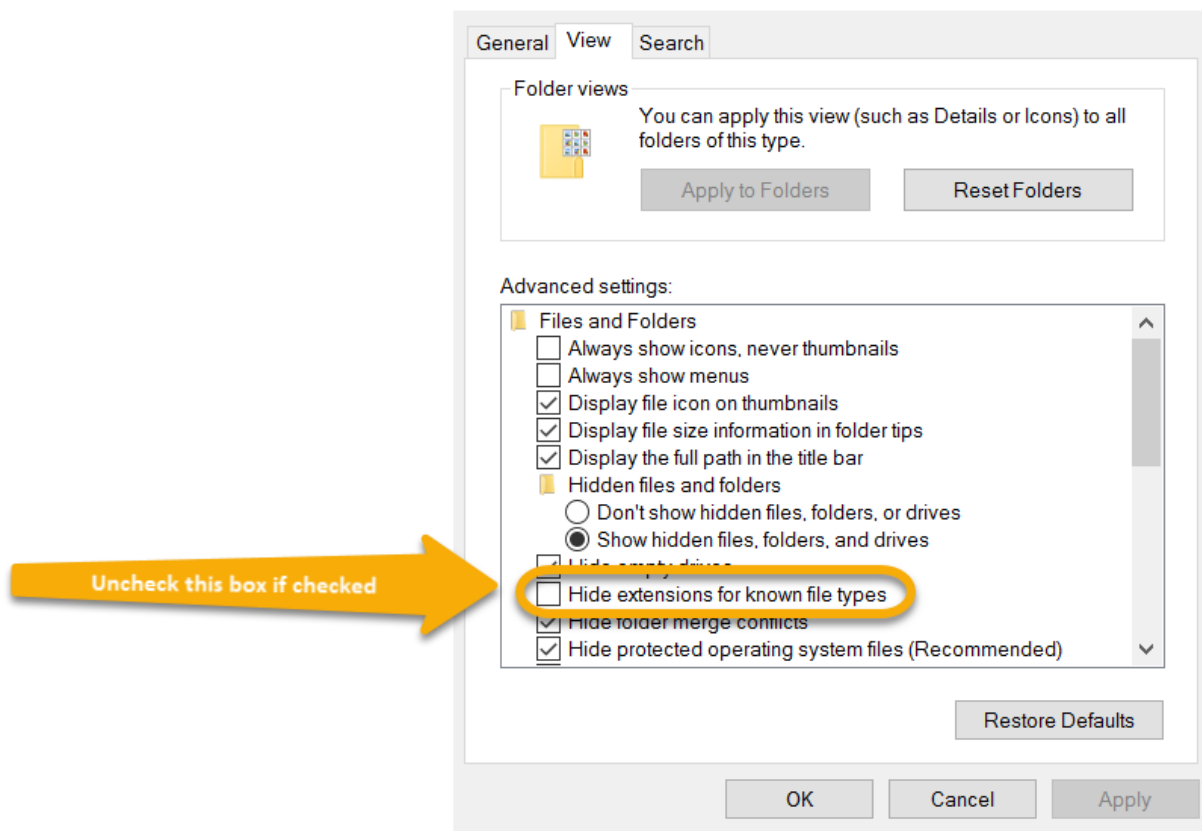 General View Search
Folder views
You can apply this view (such as Details or Icons) to all
folders of this type.
Apply to Folders Reset Folders
Advanced settings:
Files and Folders
Always show icons, never thumbnails
Always show menus
Display file icon on thumbnails
Display file size information in folder tips
Display the full path in the title bar
Hidden files and folders
Don't show hidden files, folders, or drives
Show hidden files, folders, and drives
Hide empty drives
Uncheck this box if checked
Hide extensions for known file types
Hide folder merge conflicts
Hide protected operating system files (Recommended)
Restore Defaults
OK Cancel Apply